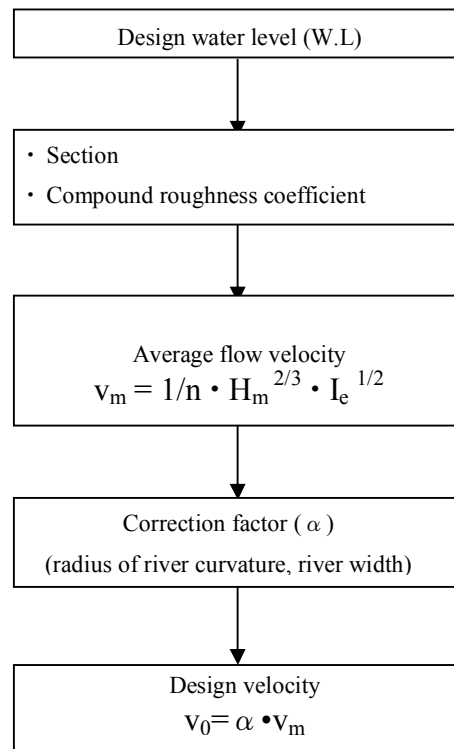 Design water level (W.L)
・ Section
・ Compound roughness coefficient
Average flow velocity
vₘ = 1/n・Hₘ^2/3・Iₑ^1/2
Correction factor (α)
(radius of river curvature, river width)
Design velocity
v₀= α•vₘ